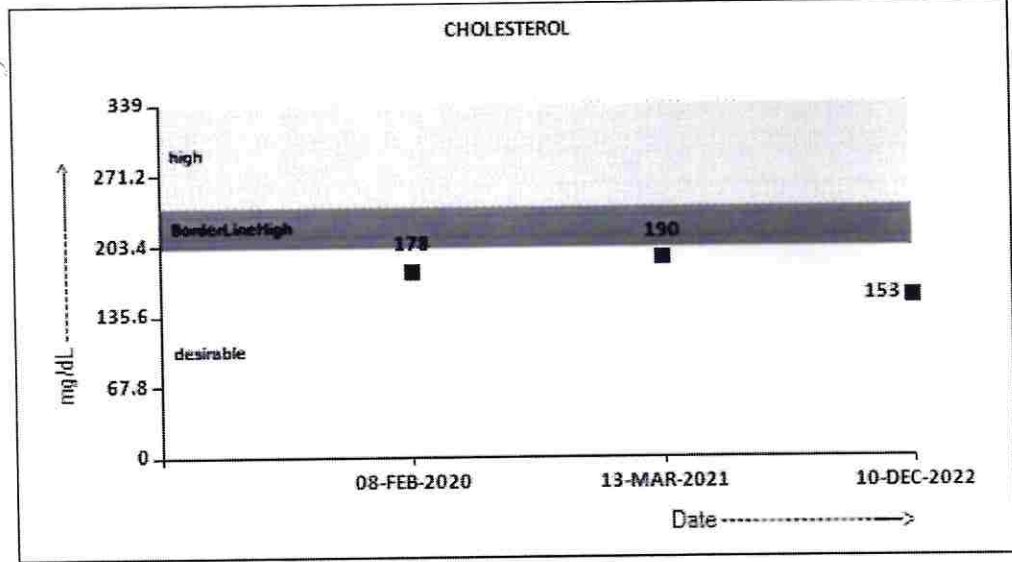 CHOLESTEROL
339
high
271.2
BorderLineHigh
203.4
178
190
153
135.6
desirable
67.8
0
mg/dL
08-FEB-2020 13-MAR-2021 10-DEC-2022
Date